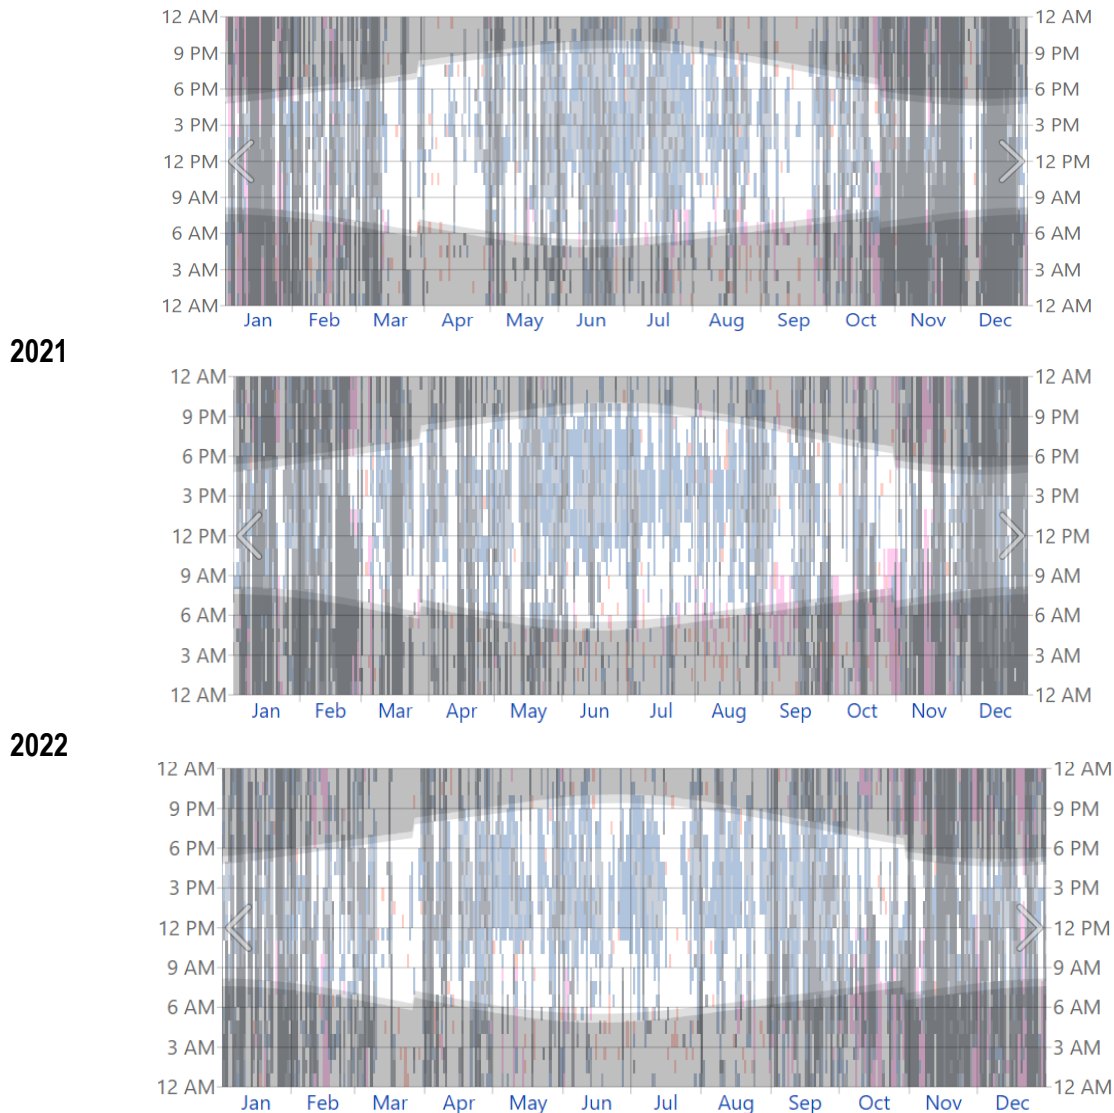 12 AM 12 AM
9 PM 9 PM
6 PM 6 PM
3 PM 3 PM
12 PM 12 PM
9 AM 9 AM
6 AM 6 AM
3 AM 3 AM
12 AM 12 AM
Jan Feb Mar Apr May Jun Jul Aug Sep Oct Nov Dec
2021
12 AM 12 AM
9 PM 9 PM
6 PM 6 PM
3 PM 3 PM
12 PM 12 PM
9 AM 9 AM
6 AM 6 AM
3 AM 3 AM
12 AM 12 AM
Jan Feb Mar Apr May Jun Jul Aug Sep Oct Nov Dec
2022
12 AM 12 AM
9 PM 9 PM
6 PM 6 PM
3 PM 3 PM
12 PM 12 PM
9 AM 9 AM
6 AM 6 AM
3 AM 3 AM
12 AM 12 AM
Jan Feb Mar Apr May Jun Jul Aug Sep Oct Nov Dec